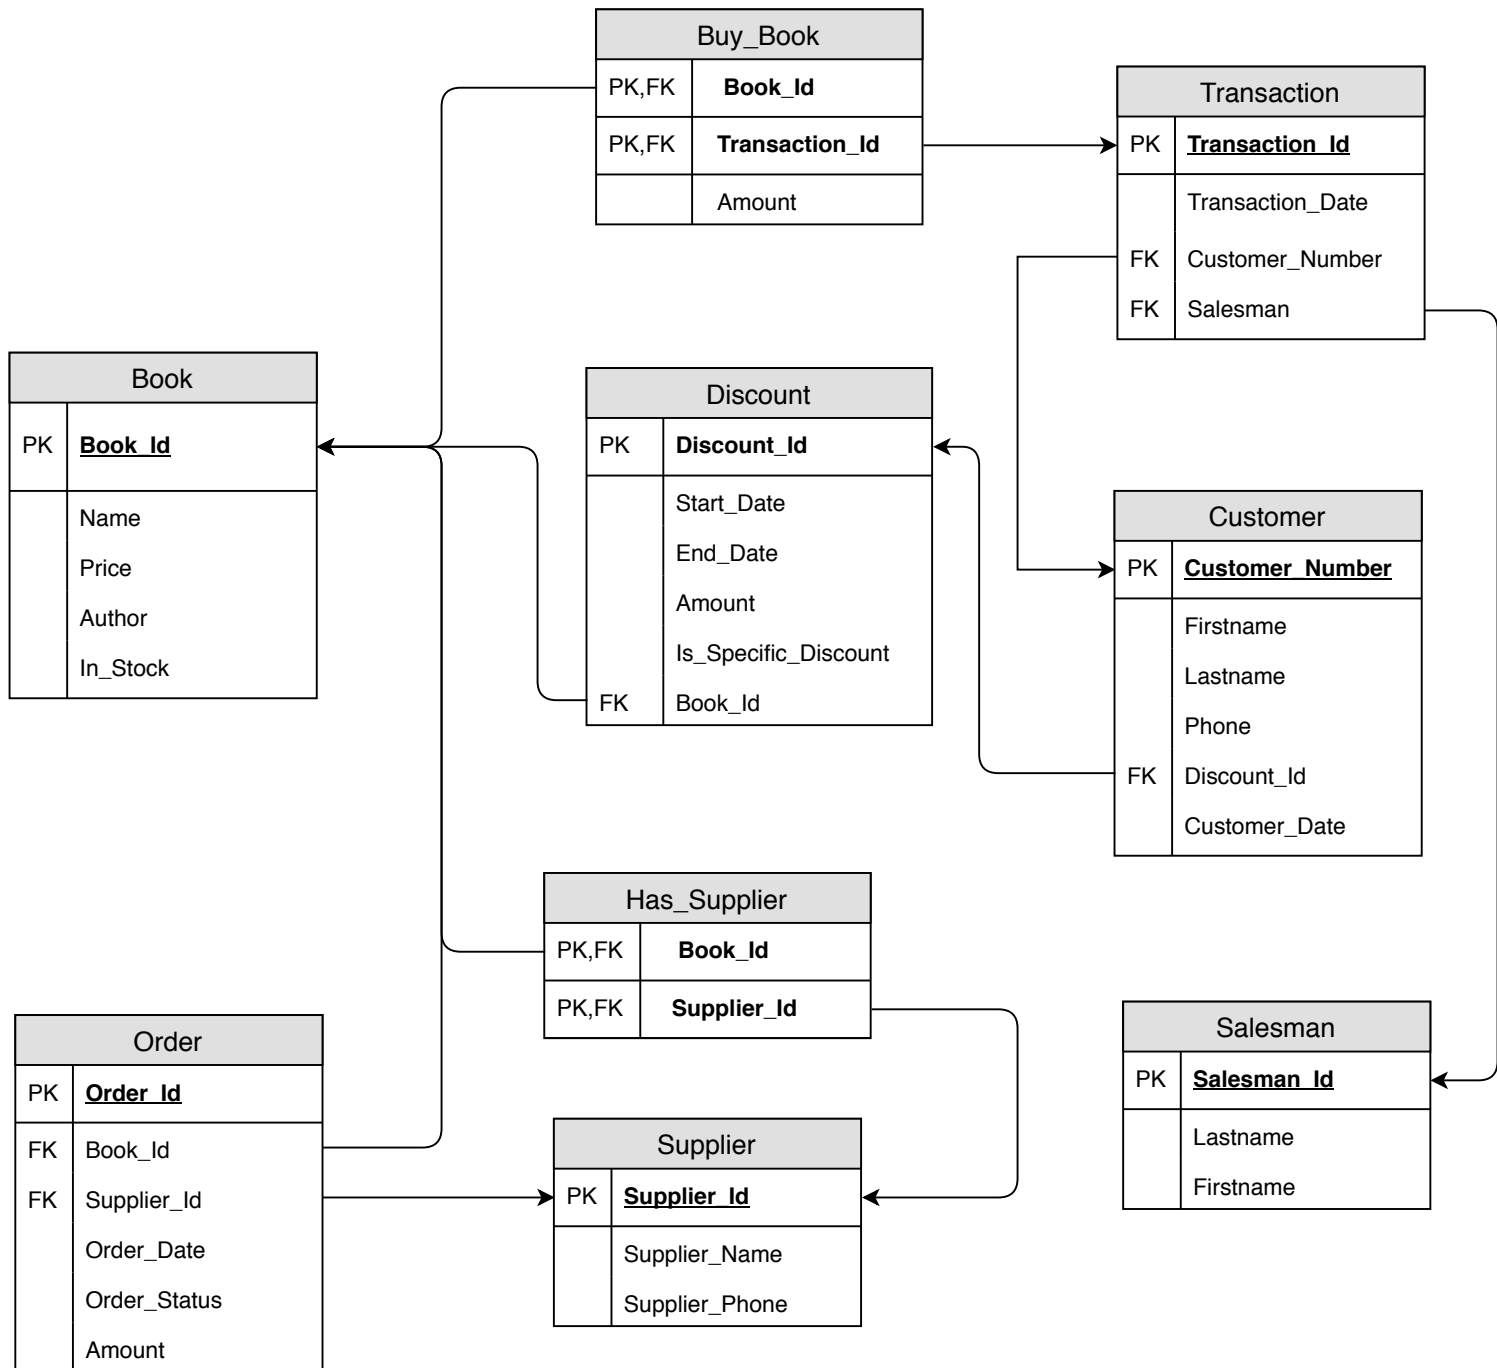 Buy_Book
PK,FK Book_Id
PK,FK Transaction_Id
Amount
Transaction
PK Transaction_Id
Transaction_Date
FK Customer_Number
FK Salesman
Book
PK Book_Id
Name
Price
Author
In_Stock
Discount
PK Discount_Id
Start_Date
End_Date
Amount
Is_Specific_Discount
FK Book_Id
Customer
PK Customer_Number
Firstname
Lastname
Phone
FK Discount_Id
Customer_Date
Has_Supplier
PK,FK Book_Id
PK,FK Supplier_Id
Order
PK Order_Id
FK Book_Id
FK Supplier_Id
Order_Date
Order_Status
Amount
Supplier
PK Supplier_Id
Supplier_Name
Supplier_Phone
Salesman
PK Salesman_Id
Lastname
Firstname